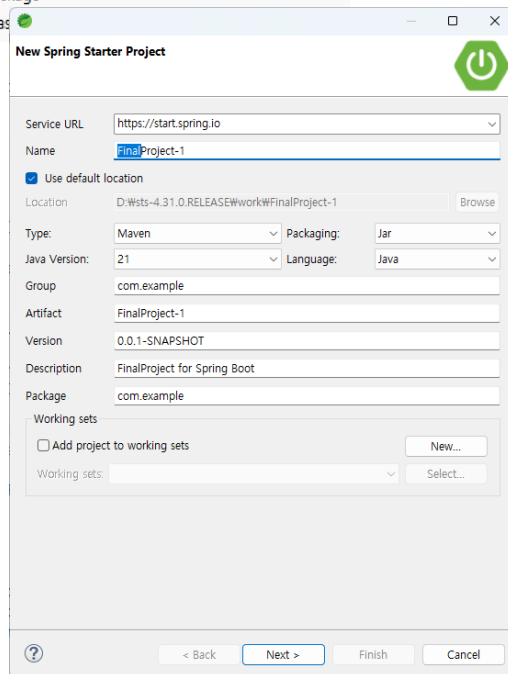 New Spring Starter Project
Service URL https://start.spring.io
Name FinalProject-1
Use default location
Location D:₩sts-4.31.0.RELEASE₩work₩FinalProject-1 Browse
Type: Maven Packaging: Jar
Java Version: 21 Language: Java
Group com.example
Artifact FinalProject-1
Version 0.0.1-SNAPSHOT
Description FinalProject for Spring Boot
Package com.example
Working sets
Add project to working sets New...
Working sets: Select...
? < Back Next > Finish Cancel